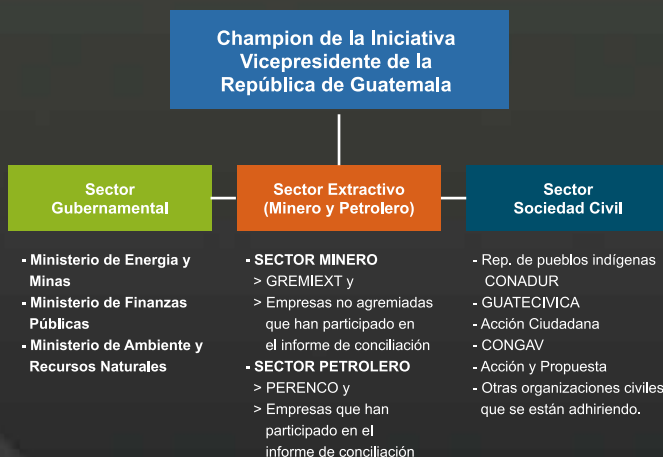 Champion de la Iniciativa
Vicepresidente de la
República de Guatemala
Sector
Gubernamental
- Ministerio de Energia y
Minas
- Ministerio de Finanzas
Públicas
- Ministerio de Ambiente y
Recursos Naturales
Sector Extractivo
(Minero y Petrolero)
- SECTOR MINERO
> GREMIEXT y
> Empresas no agremiadas
que han participado en
el informe de conciliación
- SECTOR PETROLERO
> PERENCO y
> Empresas que han
participado en el
informe de conciliación
Sector
Sociedad Civil
- Rep. de pueblos indígenas
CONADUR
- GUATECIVICA
- Acción Ciudadana
- CONGAV
- Acción y Propuesta
- Otras organizaciones civiles
que se están adhiriendo.